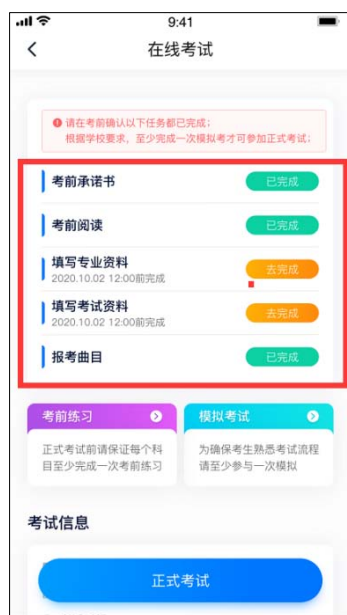 9:41
在线考试
请在考前确认以下任务都已完成:
根据学校要求，至少完成一次模拟考才可参加正式考试;
考前承诺书
已完成
考前阅读
已完成
填写专业资料
2020.10.02 12:00前完成
去完成
填写考试资料
2020.10.02 12:00前完成
去完成
报考曲目
已完成
考前练习
正式考试前请保证每个科
目至少完成一次考前练习
模拟考试
为确保考生熟悉考试流程
请至少参与一次模拟
考试信息
正式考试